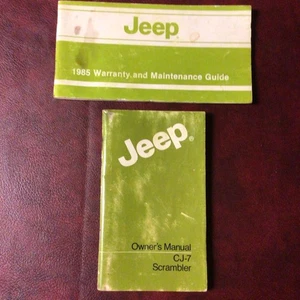 Jeep
1985 Warranty and Maintenance Guide
Jeep®
Owner's Manual
CJ-7
Scrambler